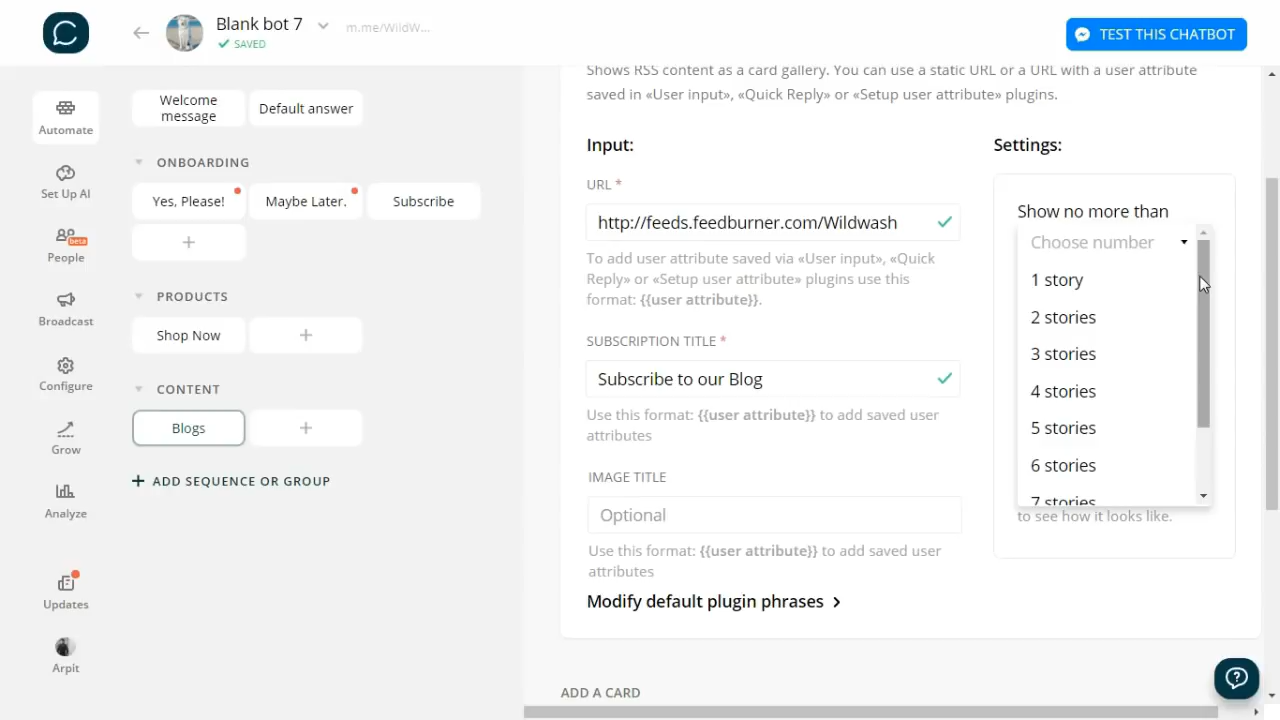 Blank bot 7
m.me/WildW...
SAVED
TEST THIS CHATBOT
Automate
Set Up AI
People
beta
Broadcast
Configure
Grow
Analyze
Updates
Arpit
Welcome
message
Default answer
ONBOARDING
Yes, Please!
Maybe Later.
Subscribe
+
PRODUCTS
Shop Now
+
CONTENT
Blogs
+
+ ADD SEQUENCE OR GROUP
Shows RSS content as a card gallery. You can use a static URL or a URL with a user attribute
saved in «User input», «Quick Reply» or «Setup user attribute» plugins.
Input:
URL *
http://feeds.feedburner.com/Wildwash
To add user attribute saved via «User input», «Quick
Reply» or «Setup user attribute» plugins use this
format: {{user attribute}}.
SUBSCRIPTION TITLE *
Subscribe to our Blog
Use this format: {{user attribute}} to add saved user
attributes
IMAGE TITLE
Optional
Use this format: {{user attribute}} to add saved user
attributes
Modify default plugin phrases
Settings:
Show no more than
Choose number
1 story
2 stories
3 stories
4 stories
5 stories
6 stories
7 stories
to see how it looks like.
ADD A CARD